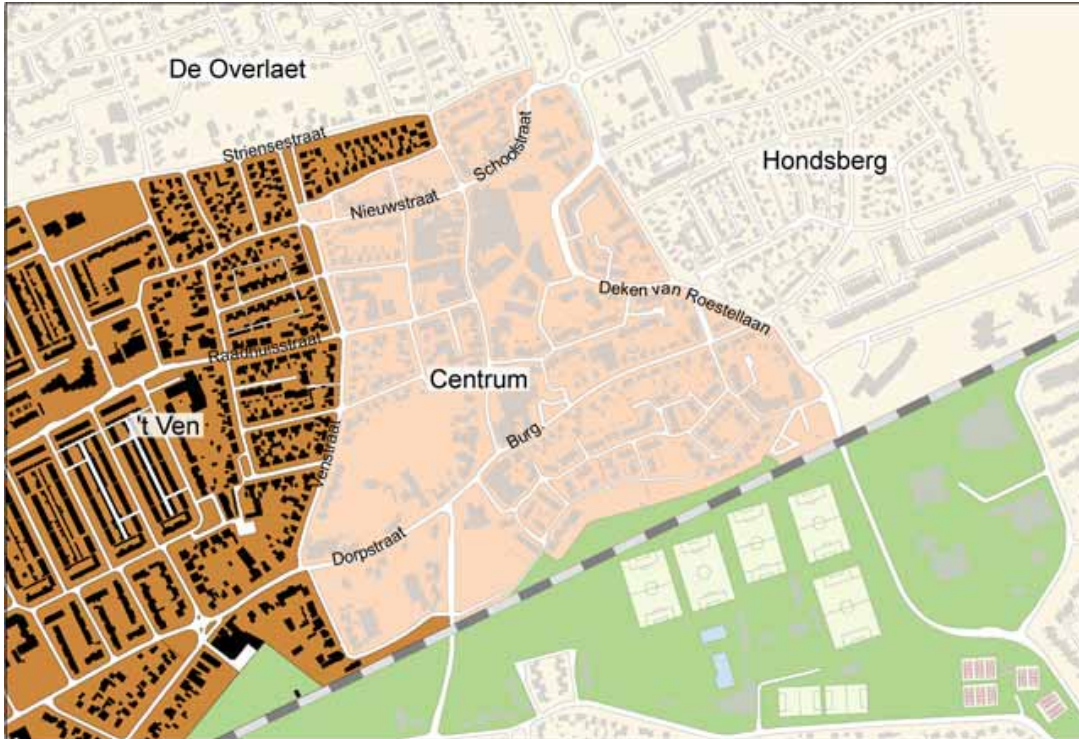 De Overlaet
Striensestraat
Schoolstraat
Hondsberg
Nieuwstraat
Deken van Roestellaan
Raadhuisstraat
Centrum
't Ven
Burg.
Venstraat
Dorpstraat